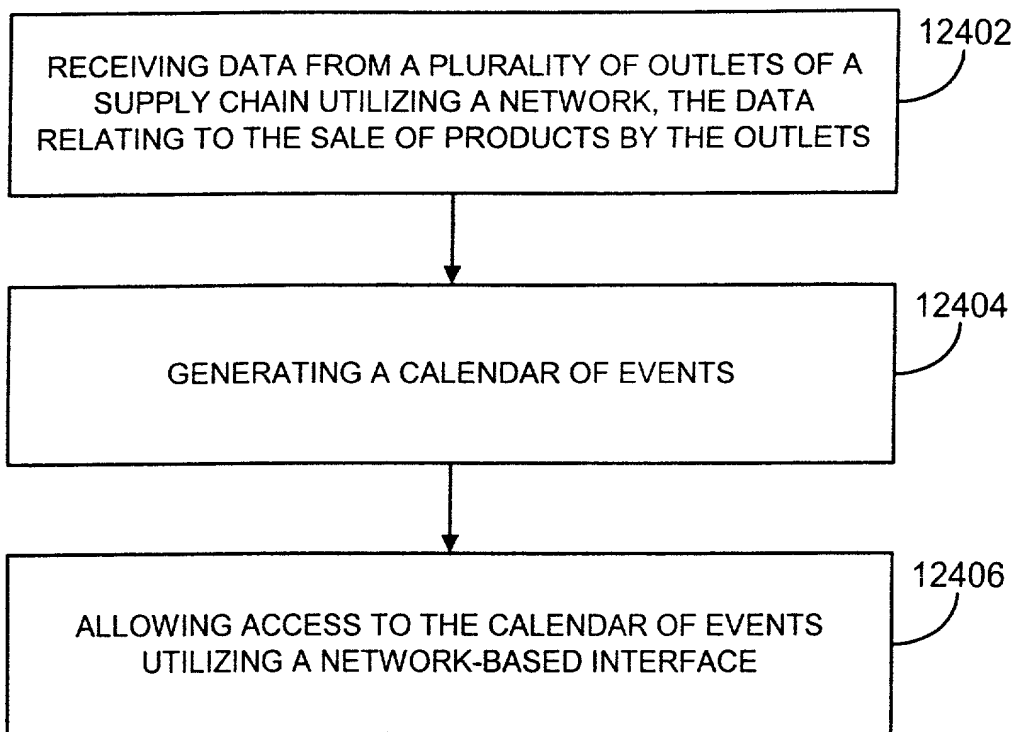 12402
RECEIVING DATA FROM A PLURALITY OF OUTLETS OF A
SUPPLY CHAIN UTILIZING A NETWORK, THE DATA
RELATING TO THE SALE OF PRODUCTS BY THE OUTLETS
12404
GENERATING A CALENDAR OF EVENTS
12406
ALLOWING ACCESS TO THE CALENDAR OF EVENTS
UTILIZING A NETWORK-BASED INTERFACE